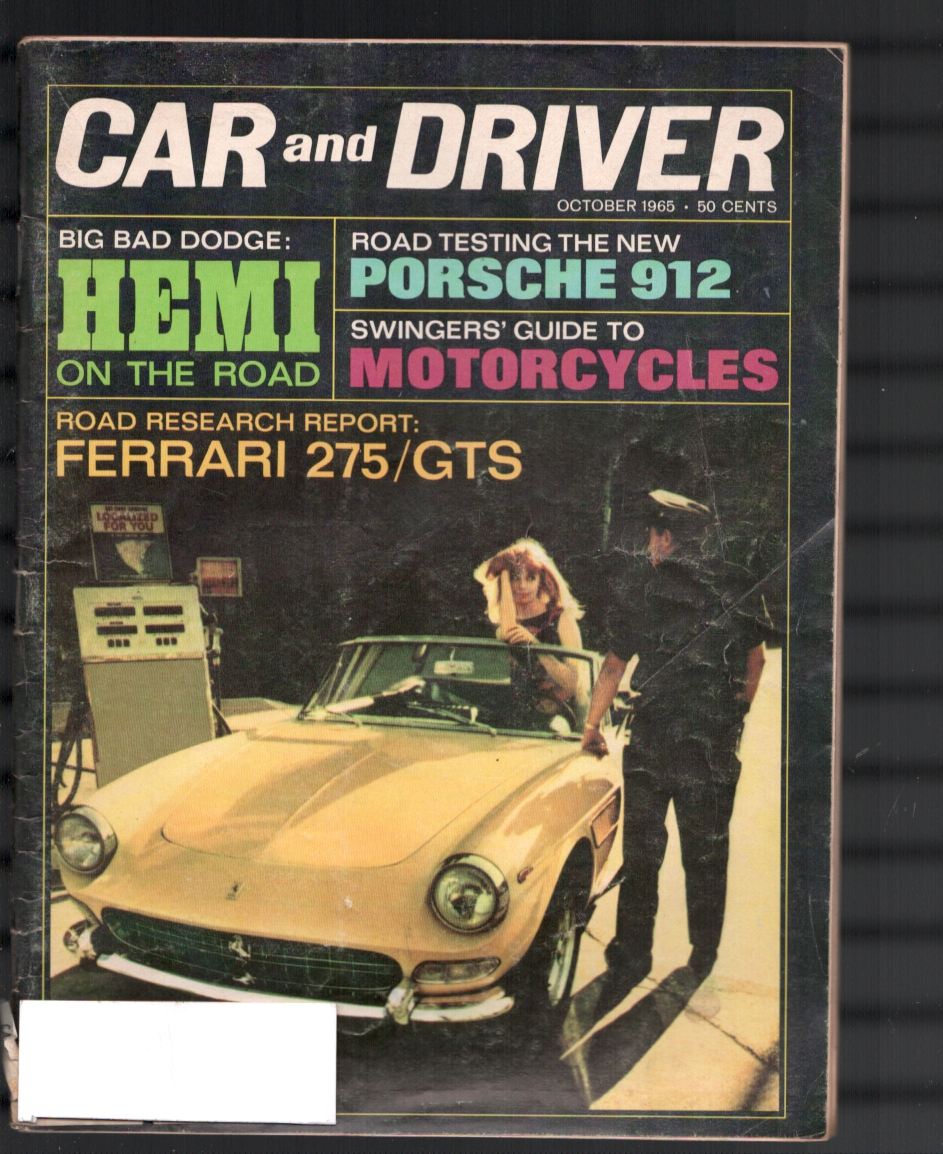 CAR and DRIVER
OCTOBER 1965 · 50 CENTS
BIG BAD DODGE:
HEMI
ON THE ROAD
ROAD TESTING THE NEW
PORSCHE 912
SWINGERS' GUIDE TO
MOTORCYCLES
ROAD RESEARCH REPORT:
FERRARI 275/GTS
LOCALIZED
FOR YOU